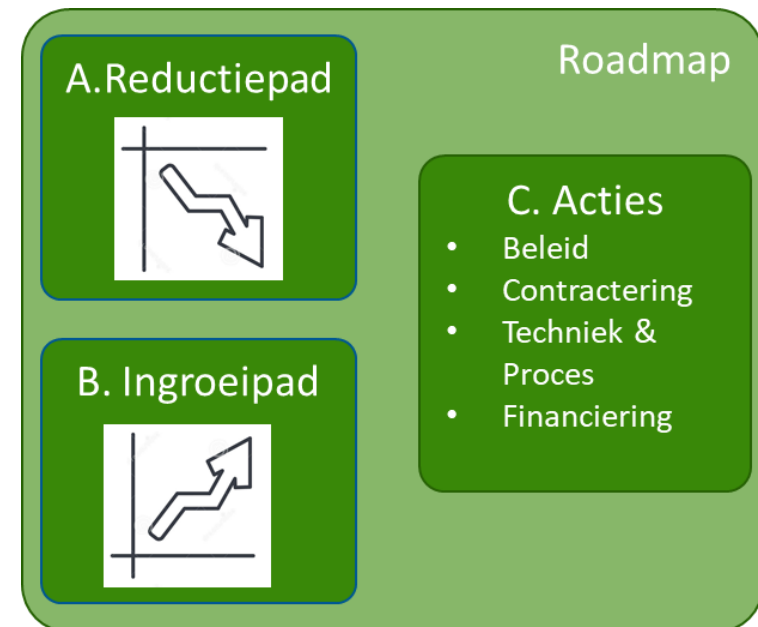 Roadmap
A.Reductiepad
B. Ingroeipad
C. Acties
• Beleid
• Contractering
• Techniek &
Proces
• Financiering